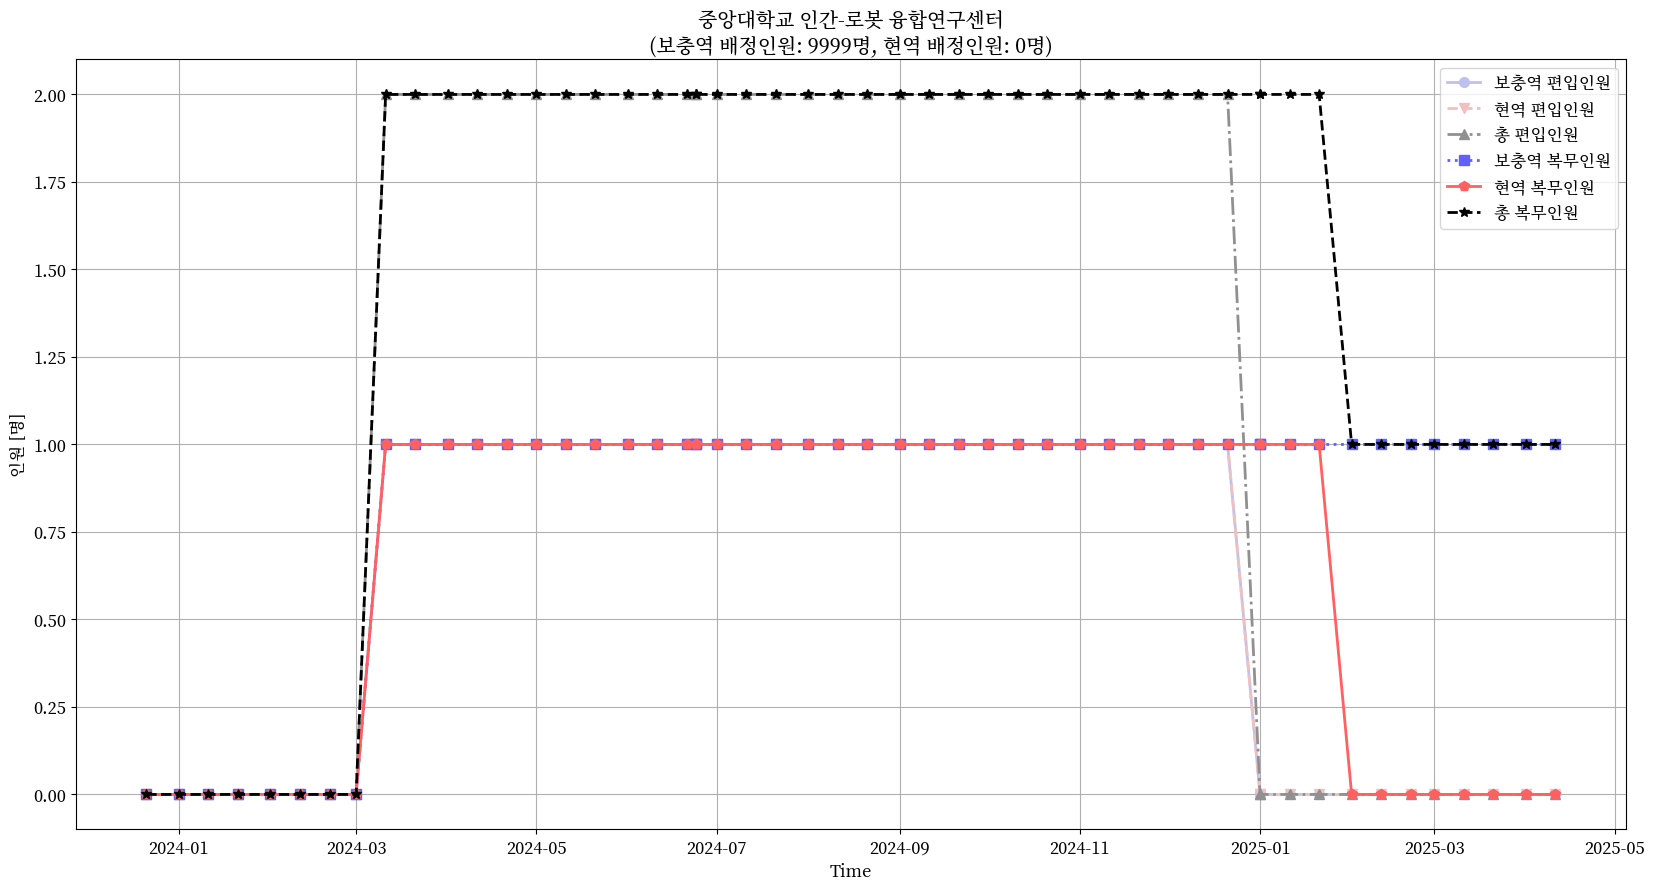 중앙대학교 인간-로봇 융합연구센터
(보충역 배정인원: 9999명, 현역 배정인원: 0명)
보충역 편입인원
현역 편입인원
총 편입인원
보충역 복무인원
현역 복무인원
총 복무인원
인원 [명]
2.00
1.75
1.50
1.25
1.00
0.75
0.50
0.25
0.00
2024-01
2024-03
2024-05
2024-07
2024-09
2024-11
2025-01
2025-03
2025-05
Time